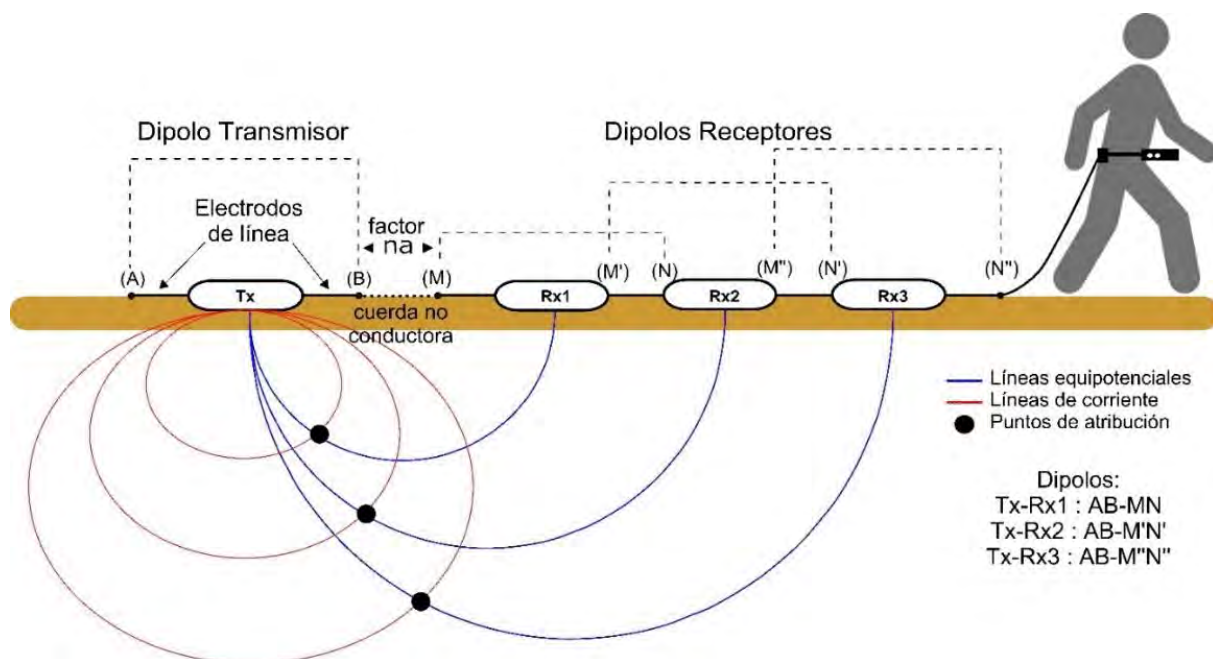 Dipolo Transmisor
Dipolos Receptores
Electrodos
de línea
factor
na
(A)
(B)
(M)
(M')
(N)
(M'')
(N')
(N'')
Tx
Rx1
Rx2
Rx3
cuerda no
conductora
Líneas equipotenciales
Líneas de corriente
Puntos de atribución
Dipolos:
Tx-Rx1 : AB-MN
Tx-Rx2 : AB-M'N'
Tx-Rx3 : AB-M"N"